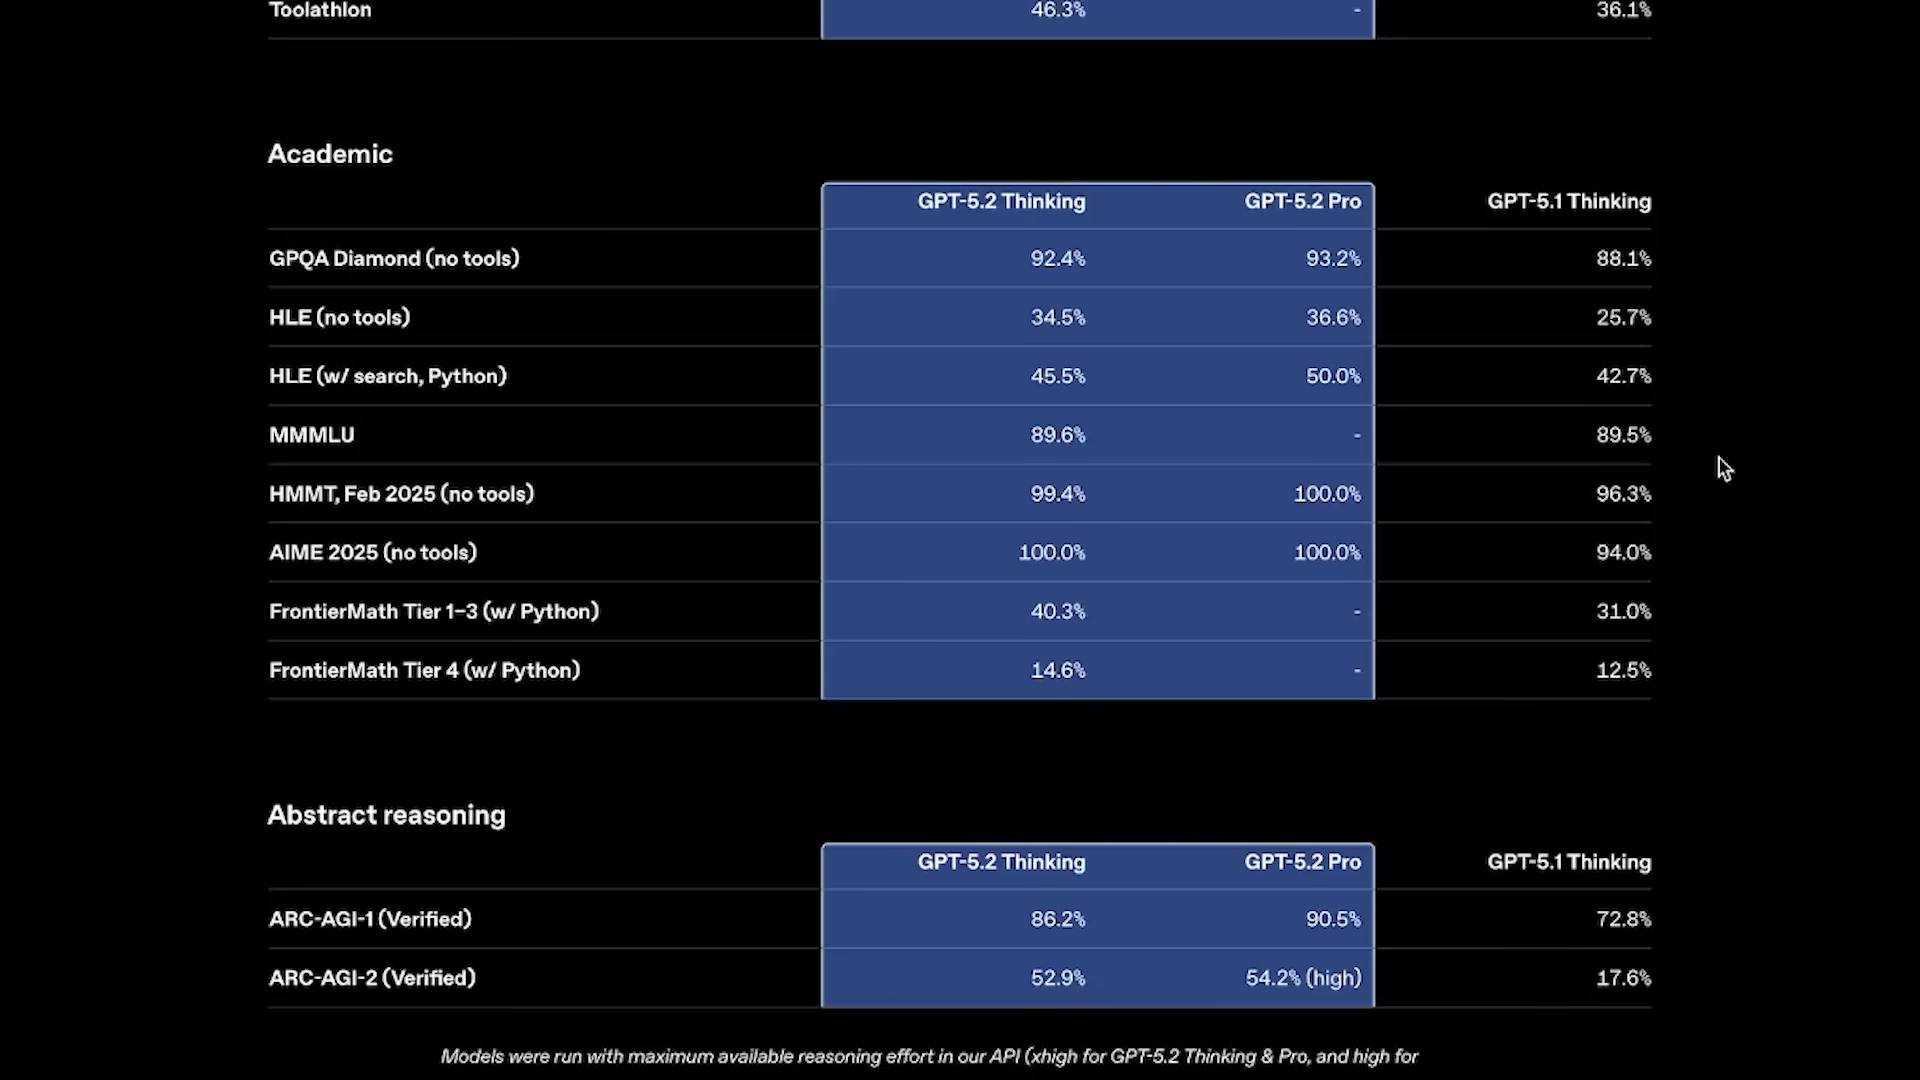 Toolathlon 46.3% - 36.1%
Academic
GPT-5.2 Thinking GPT-5.2 Pro GPT-5.1 Thinking
GPQA Diamond (no tools) 92.4% 93.2% 88.1%
HLE (no tools) 34.5% 36.6% 25.7%
HLE (w/ search, Python) 45.5% 50.0% 42.7%
MMMLU 89.6% - 89.5%
HMMT, Feb 2025 (no tools) 99.4% 100.0% 96.3%
AIME 2025 (no tools) 100.0% 100.0% 94.0%
FrontierMath Tier 1–3 (w/ Python) 40.3% - 31.0%
FrontierMath Tier 4 (w/ Python) 14.6% - 12.5%
Abstract reasoning
GPT-5.2 Thinking GPT-5.2 Pro GPT-5.1 Thinking
ARC-AGI-1 (Verified) 86.2% 90.5% 72.8%
ARC-AGI-2 (Verified) 52.9% 54.2% (high) 17.6%
Models were run with maximum available reasoning effort in our API (xhigh for GPT-5.2 Thinking & Pro, and high for